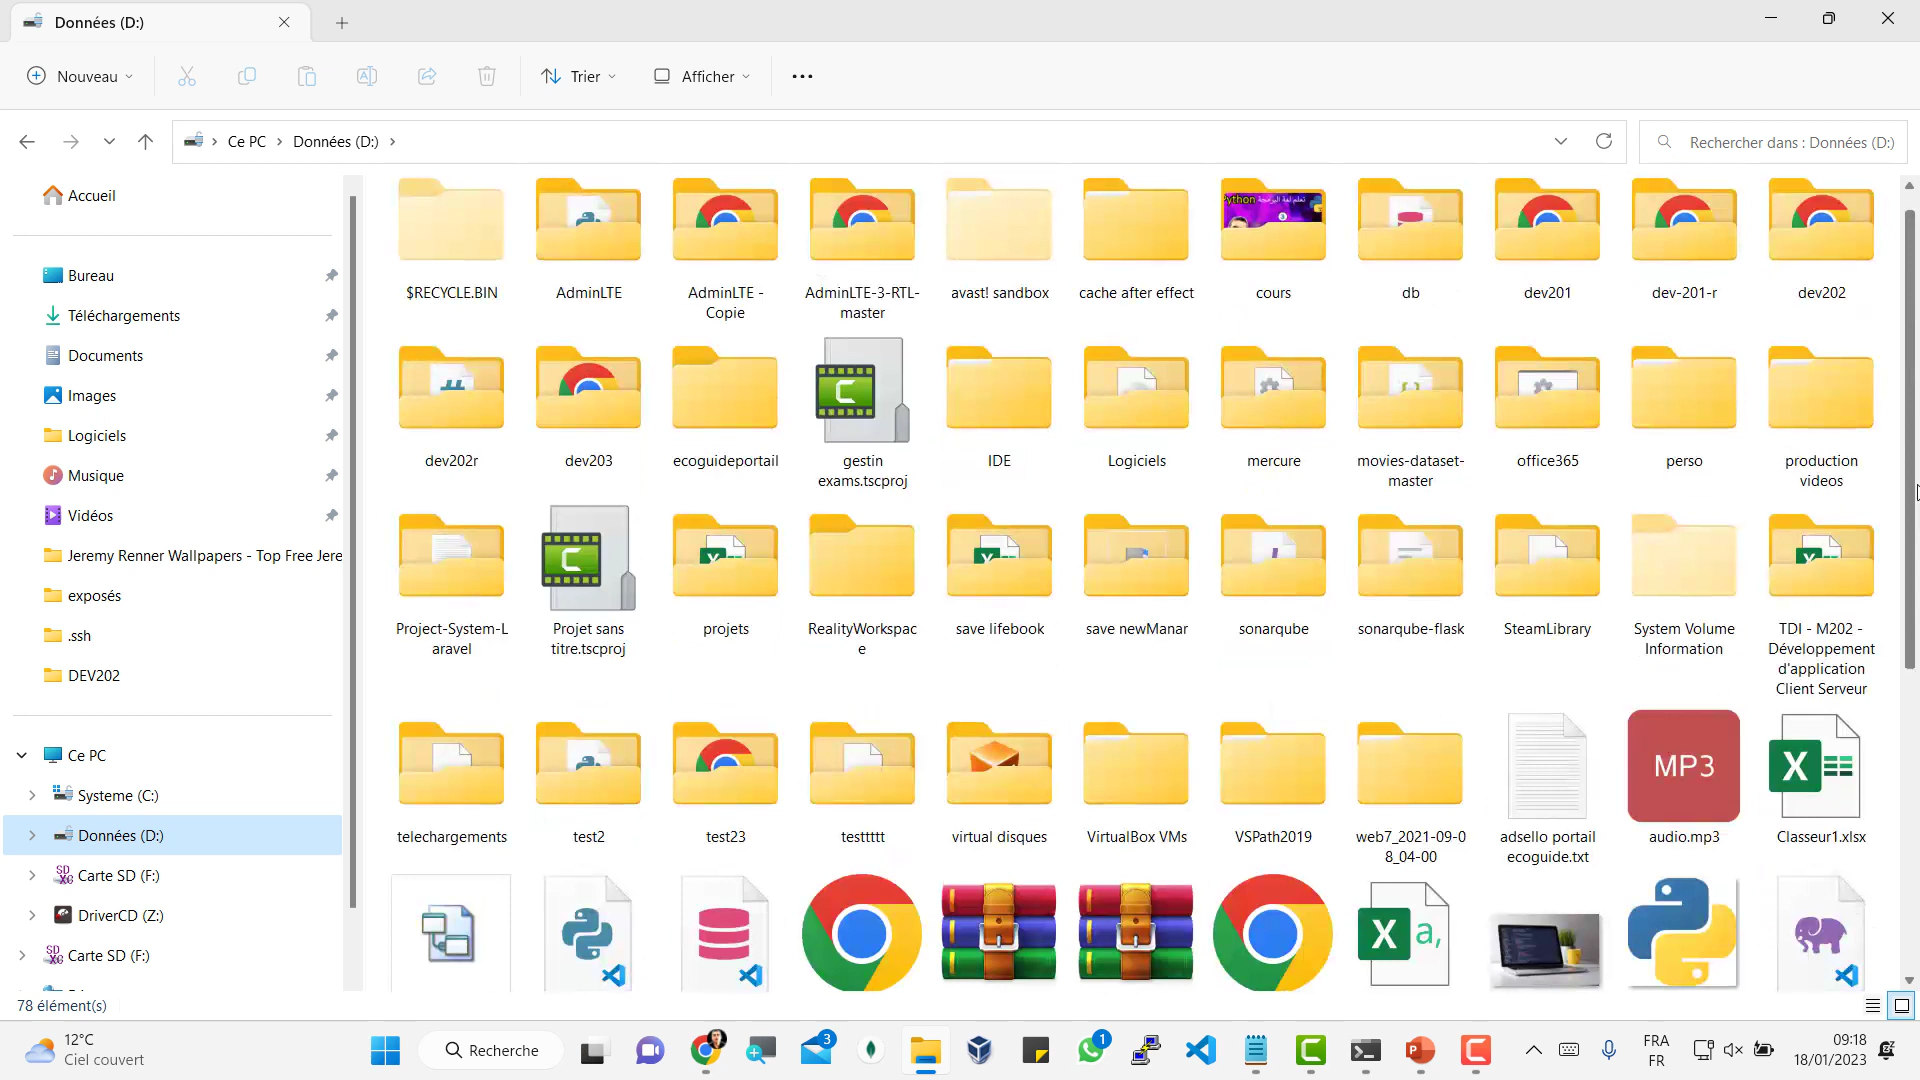 Données (D:)
Nouveau
Trier
Afficher
Ce PC
Données (D:)
Rechercher dans : Données (D:)
Accueil
Bureau
Téléchargements
Documents
Images
Logiciels
Musique
Vidéos
Jeremy Renner Wallpapers - Top Free Jere
exposés
.ssh
DEV202
Ce PC
Systeme (C:)
Données (D:)
Carte SD (F:)
DriverCD (Z:)
Carte SD (F:)
$RECYCLE.BIN
AdminLTE
AdminLTE -
Copie
AdminLTE-3-RTL-
master
avast! sandbox
cache after effect
cours
db
dev201
dev-201-r
dev202
dev202r
dev203
ecoguideportail
gestin
exams.tscproj
IDE
Logiciels
mercure
movies-dataset-
master
office365
perso
production
videos
Project-System-L
aravel
Projet sans
titre.tscproj
projets
RealityWorkspac
e
save lifebook
save newManar
sonarqube
sonarqube-flask
SteamLibrary
System Volume
Information
TDI - M202 -
Développement
d'application
Client Serveur
telechargements
test2
test23
testtttt
virtual disques
VirtualBox VMs
VSPath2019
web7_2021-09-0
8_04-00
adsello portail
ecoguide.txt
MP3
audio.mp3
Classeur1.xlsx
78 élément(s)
12°C
Ciel couvert
Recherche
3
1
FRA
FR
09:18
18/01/2023